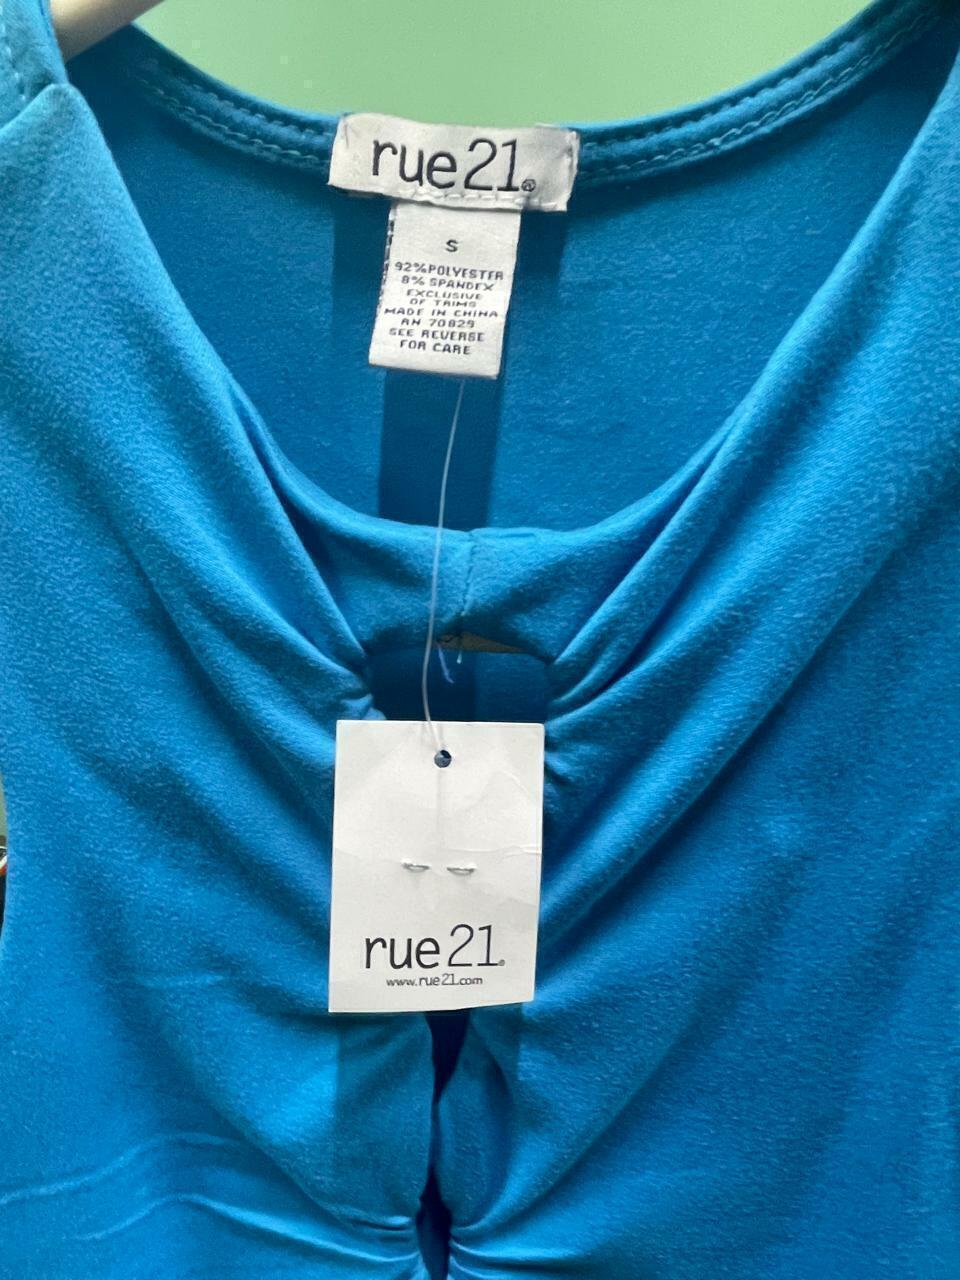 rue21®
S
92%POLYESTER
8% SPANDEX
EXCLUSIVE
OF TRIMS
MADE IN CHINA
RN 70829
SEE REVERSE
FOR CARE
rue21®
www.rue21.com